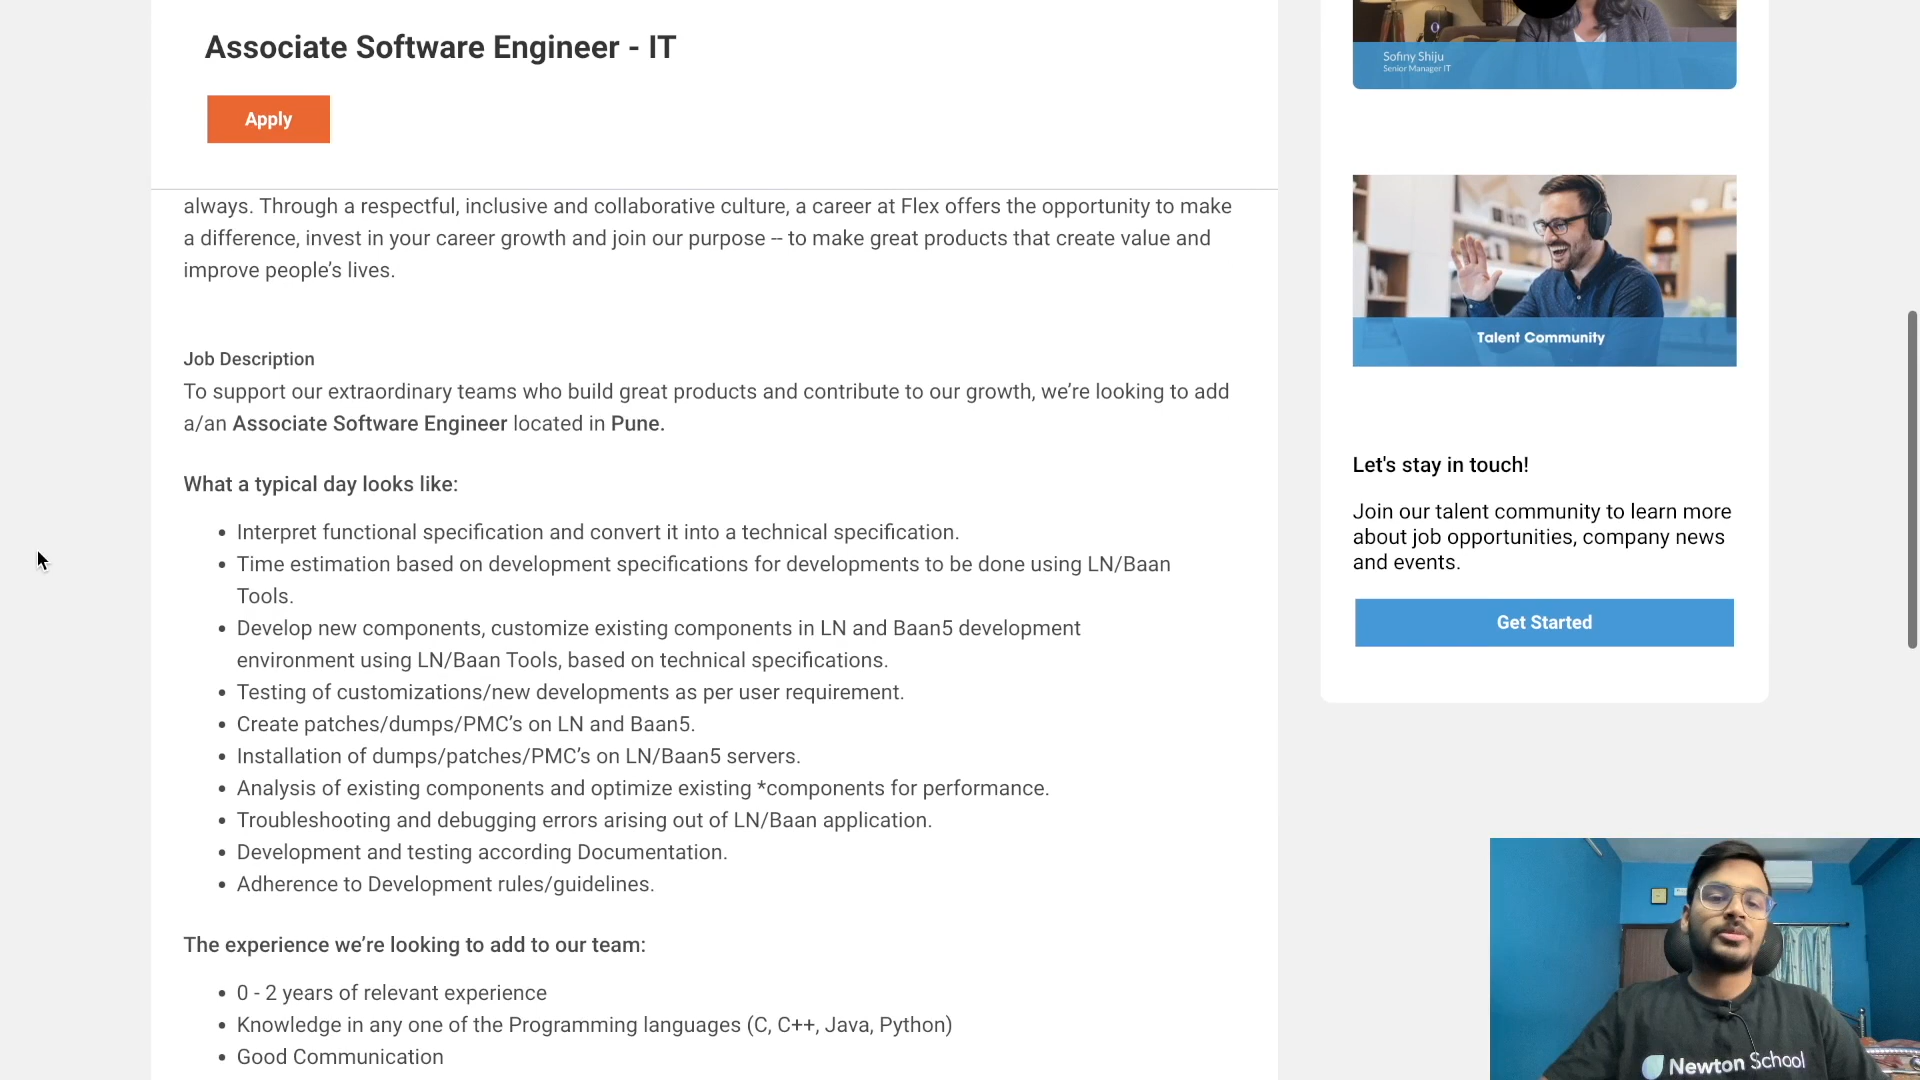 Associate Software Engineer - IT
Apply
always. Through a respectful, inclusive and collaborative culture, a career at Flex offers the opportunity to make
a difference, invest in your career growth and join our purpose -- to make great products that create value and
improve people’s lives.
Job Description
To support our extraordinary teams who build great products and contribute to our growth, we’re looking to add
a/an Associate Software Engineer located in Pune.
What a typical day looks like:
• Interpret functional specification and convert it into a technical specification.
• Time estimation based on development specifications for developments to be done using LN/Baan
Tools.
• Develop new components, customize existing components in LN and Baan5 development
environment using LN/Baan Tools, based on technical specifications.
• Testing of customizations/new developments as per user requirement.
• Create patches/dumps/PMC’s on LN and Baan5.
• Installation of dumps/patches/PMC’s on LN/Baan5 servers.
• Analysis of existing components and optimize existing *components for performance.
• Troubleshooting and debugging errors arising out of LN/Baan application.
• Development and testing according Documentation.
• Adherence to Development rules/guidelines.
The experience we’re looking to add to our team:
• 0 - 2 years of relevant experience
• Knowledge in any one of the Programming languages (C, C++, Java, Python)
• Good Communication
Sofiny Shiju
Senior Manager IT
Talent Community
Let's stay in touch!
Join our talent community to learn more
about job opportunities, company news
and events.
Get Started
Newton School